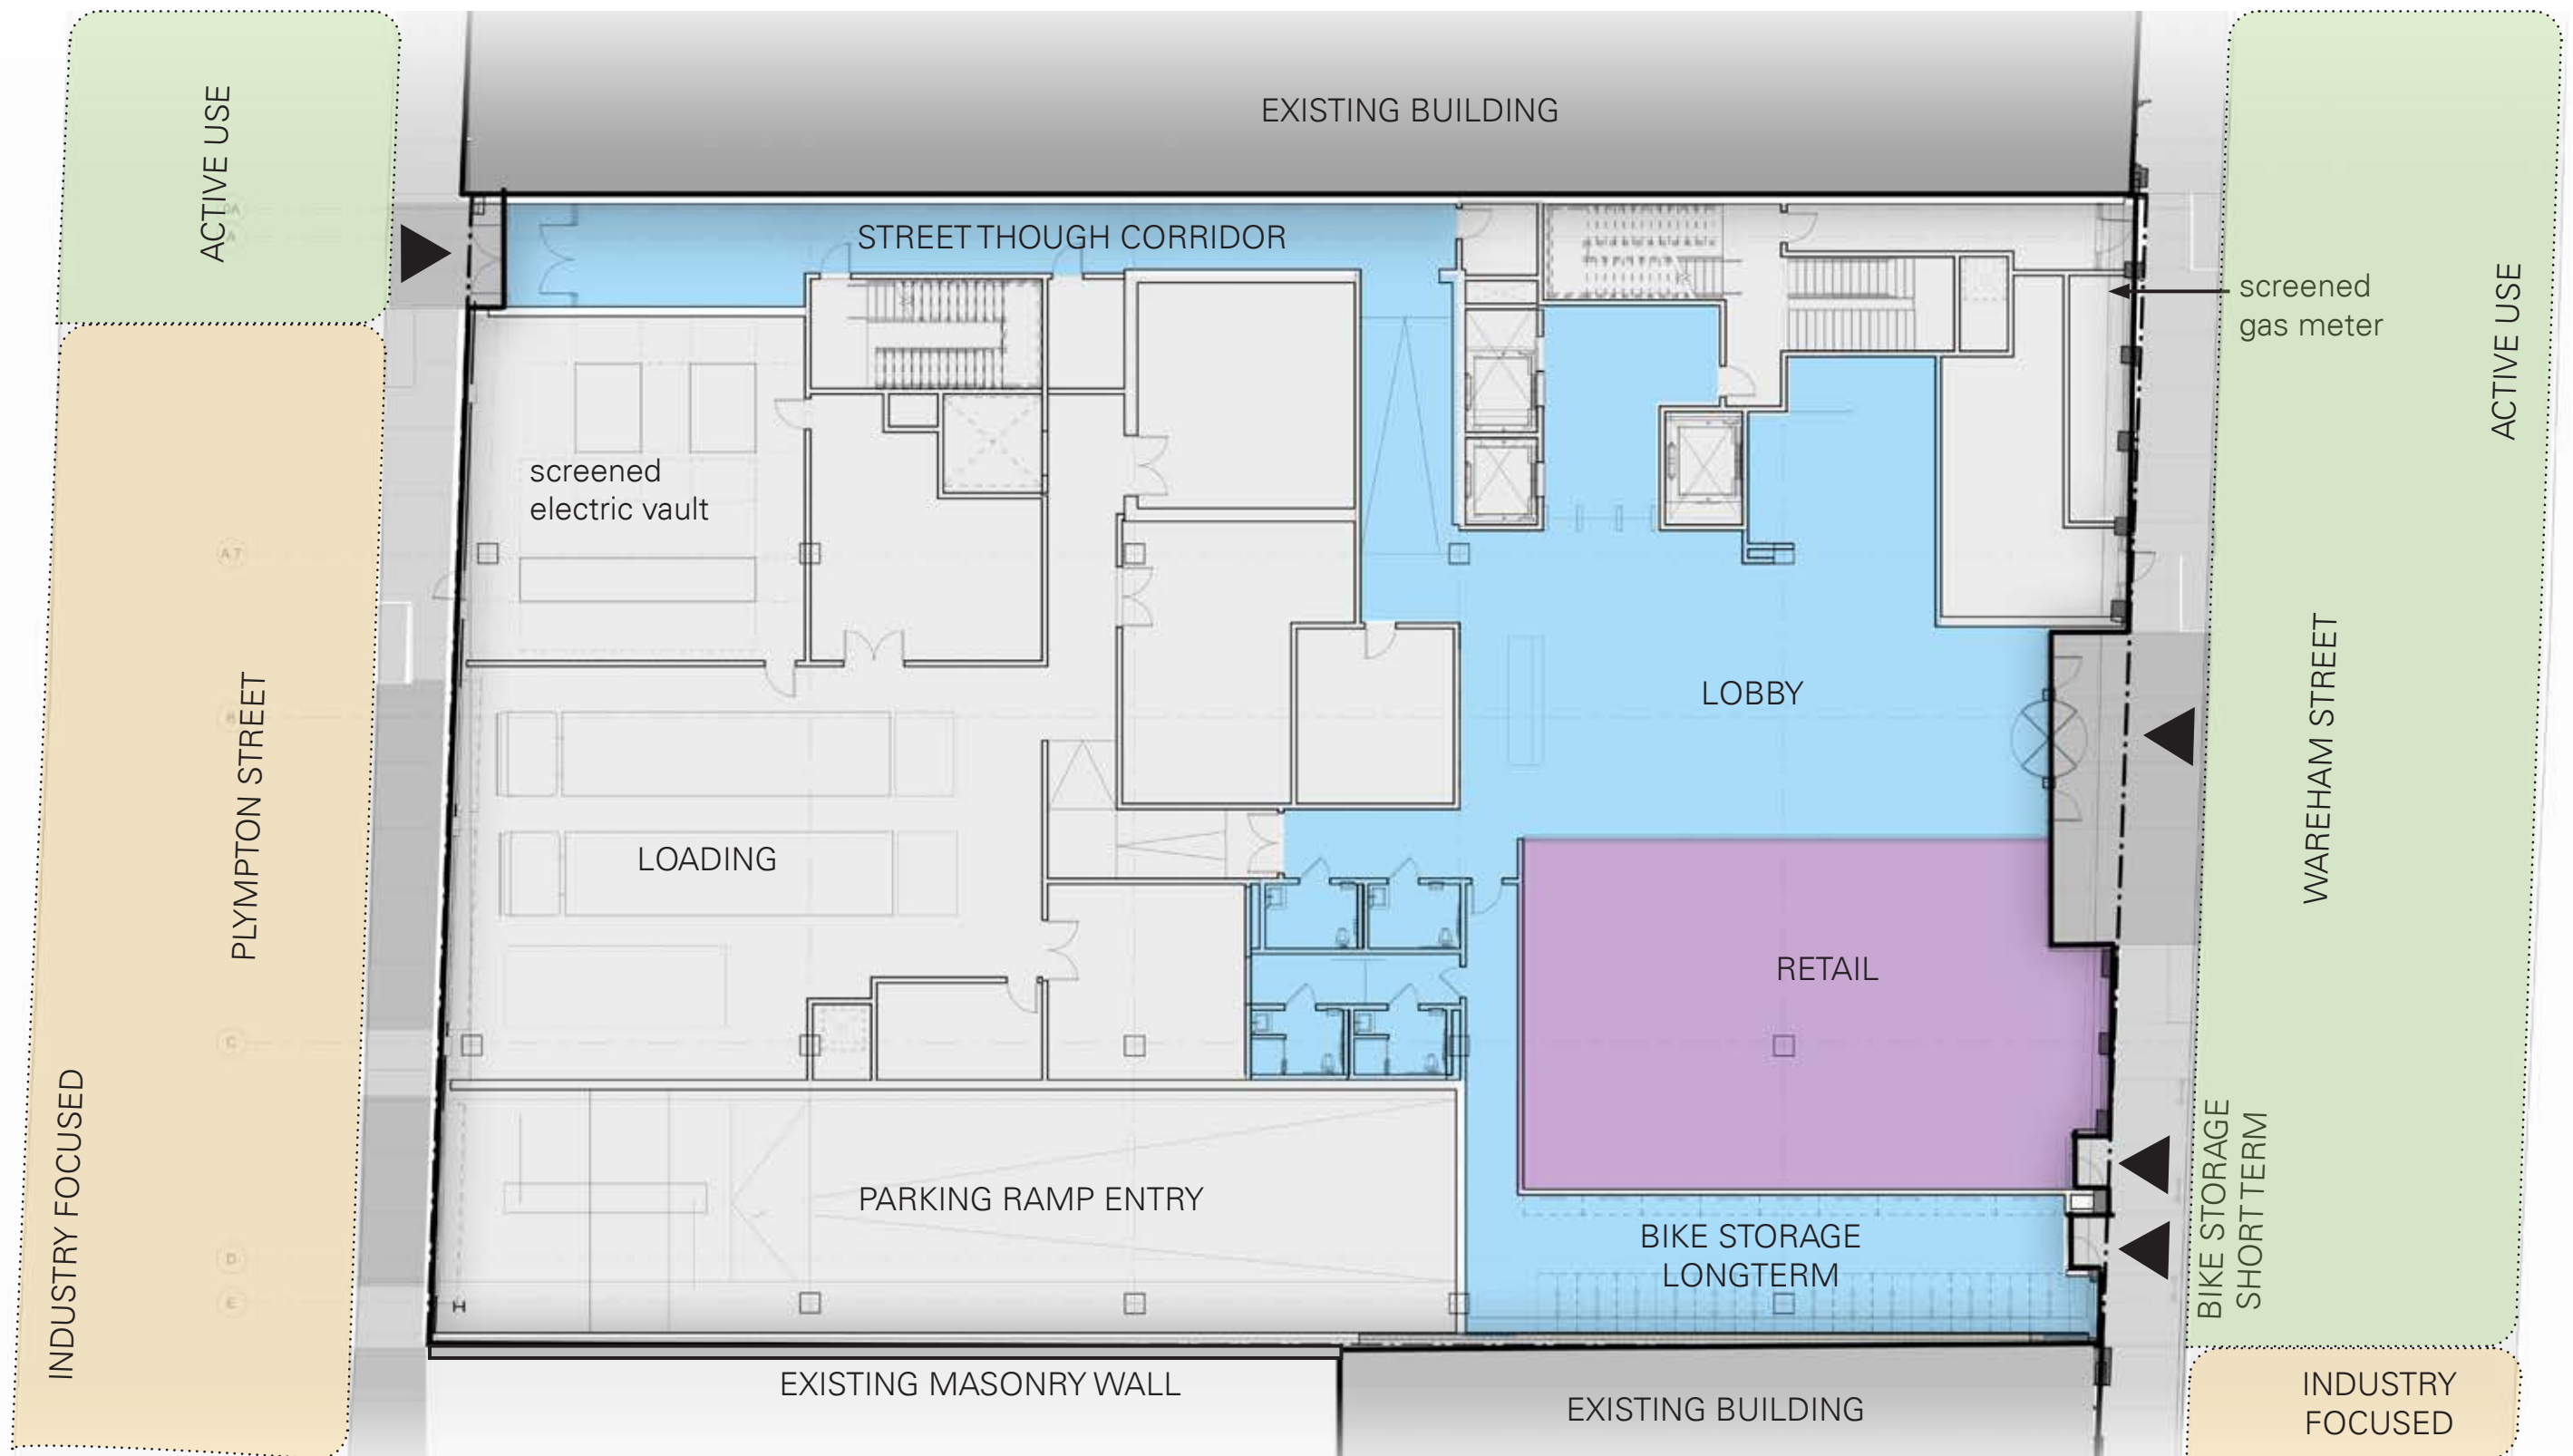 EXISTING BUILDING
ACTIVE USE
STREET THOUGH CORRIDOR
screened
gas meter
ACTIVE USE
screened
electric vault
PLYMPTON STREET
LOBBY
WAREHAM STREET
LOADING
RETAIL
INDUSTRY FOCUSED
PARKING RAMP ENTRY
BIKE STORAGE
LONGTERM
BIKE STORAGE
SHORT TERM
EXISTING MASONRY WALL
EXISTING BUILDING
INDUSTRY
FOCUSED
A
A.7
B
C
D
E